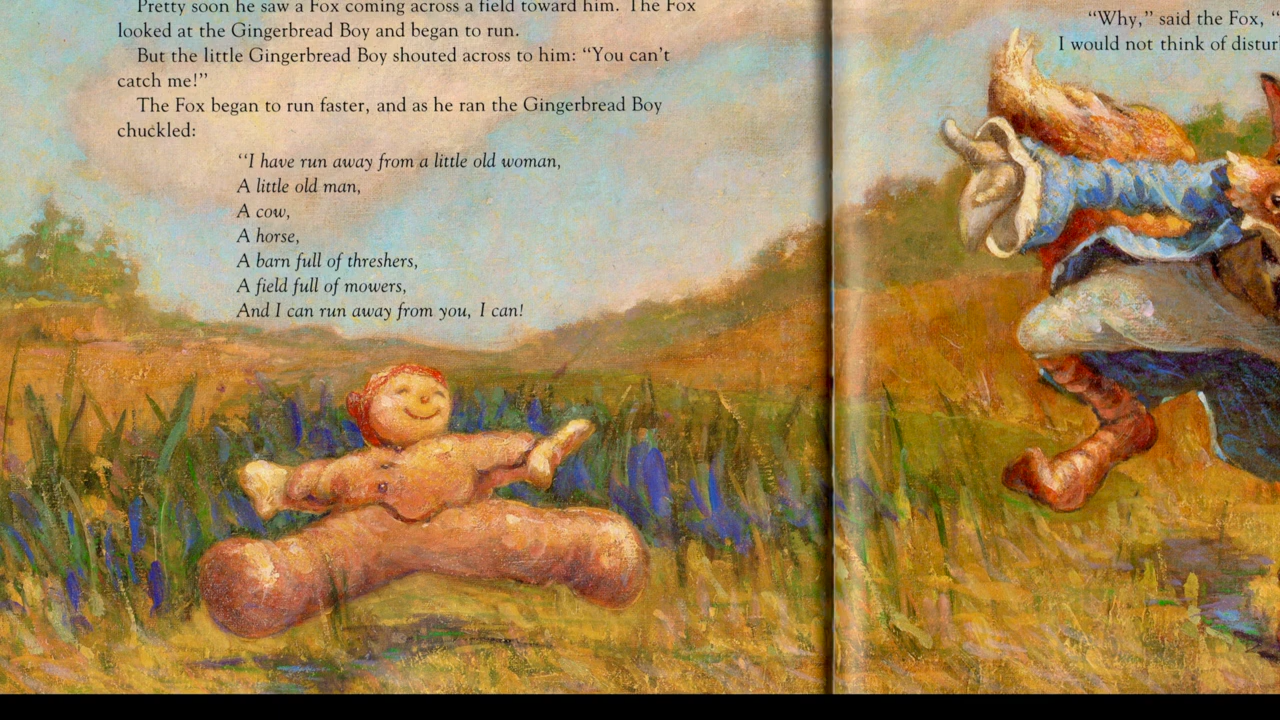 Pretty soon he saw a Fox coming across a field toward him. The Fox
looked at the Gingerbread Boy and began to run.
But the little Gingerbread Boy shouted across to him: “You can't
catch me!”
The Fox began to run faster, and as he ran the Gingerbread Boy
chuckled:
“I have run away from a little old woman,
A little old man,
A cow,
A horse,
A barn full of threshers,
A field full of mowers,
And I can run away from you, I can!
“Why,” said the Fox, “
I would not think of